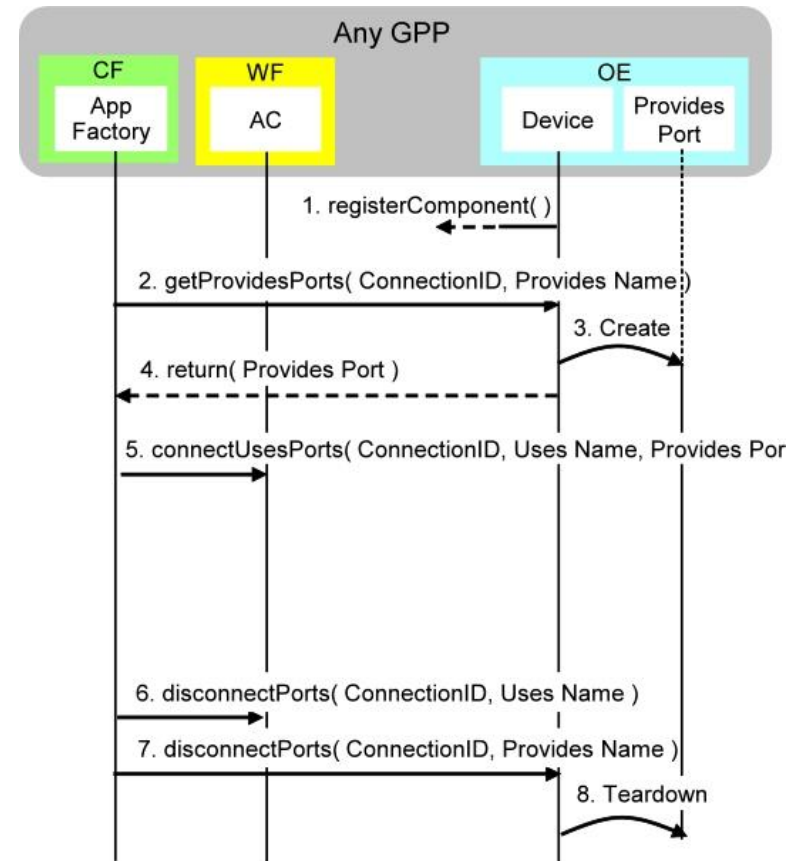 Any GPP
CF
WF
OE
App
Factory
AC
Device
Provides
Port
1. registerComponent( )
2. getProvidesPorts( ConnectionID, Provides Name )
3. Create
4. return( Provides Port )
5. connectUsesPorts( ConnectionID, Uses Name, Provides Por
6. disconnectPorts( ConnectionID, Uses Name )
7. disconnectPorts( ConnectionID, Provides Name )
8. Teardown